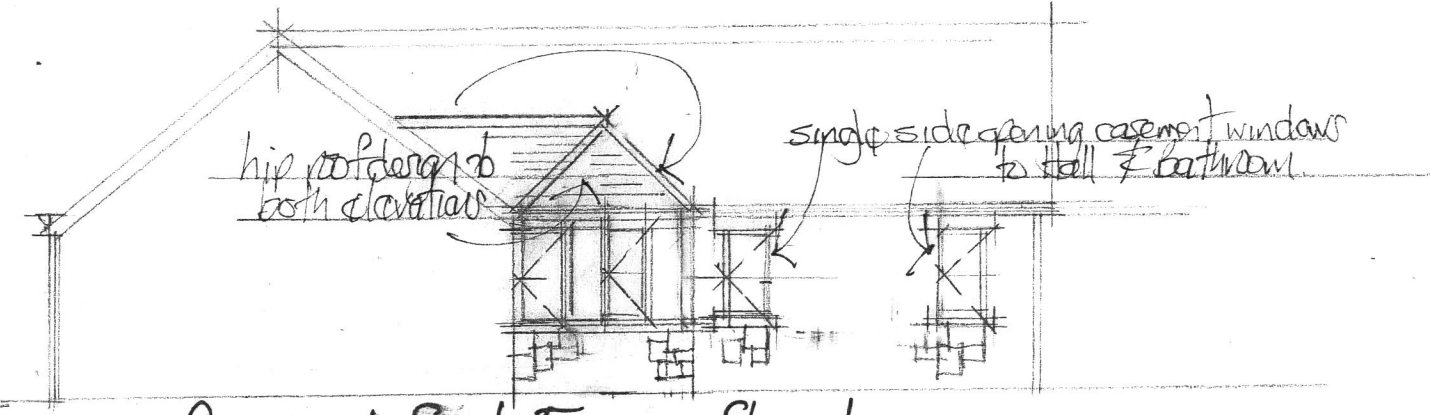 hip roof design to
both elevations
single side opening casement windows
to Hall & bathroom.